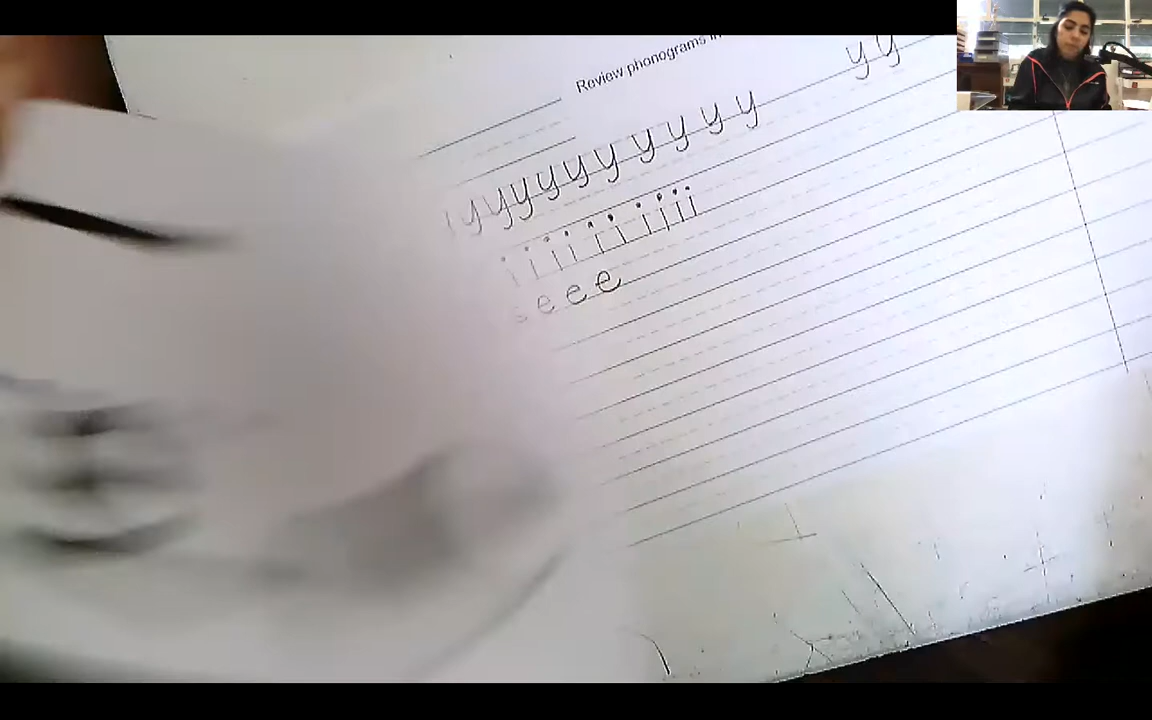 Review phonograms
y y
y y y y y y y y y y
i i i i i i i i i i
e e e